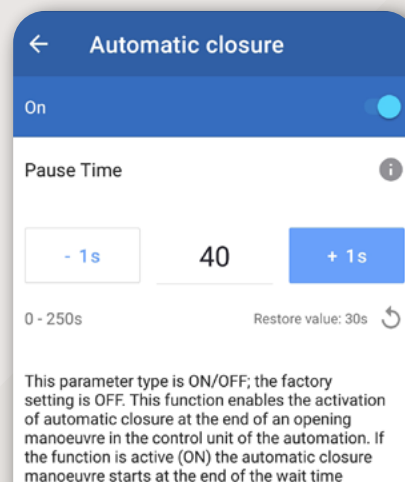 Automatic closure
On
Pause Time
- 1s 40 + 1s
0 - 250s Restore value: 30s
This parameter type is ON/OFF; the factory
setting is OFF. This function enables the activation
of automatic closure at the end of an opening
manoeuvre in the control unit of the automation. If
the function is active (ON) the automatic closure
manoeuvre starts at the end of the wait time